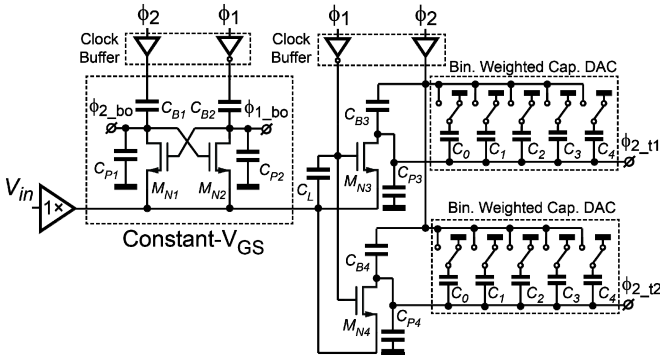 ϕ2 ϕ1 ϕ1 ϕ2
Clock Buffer
Clock Buffer
Bin. Weighted Cap. DAC
ϕ2_bo CB1 CB2 ϕ1_bo
CB3
C0 C1 C2 C3 C4
ϕ2_t1
CP1 MN1 MN2 CP2
CL MN3 CP3
Vin
1×
Constant-VGS
Bin. Weighted Cap. DAC
CB4
C0 C1 C2 C3 C4
ϕ2_t2
MN4 CP4